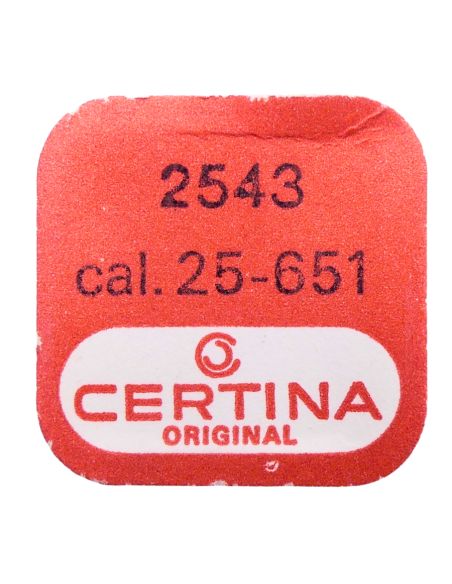 2543
cal. 25-651
CERTINA
ORIGINAL